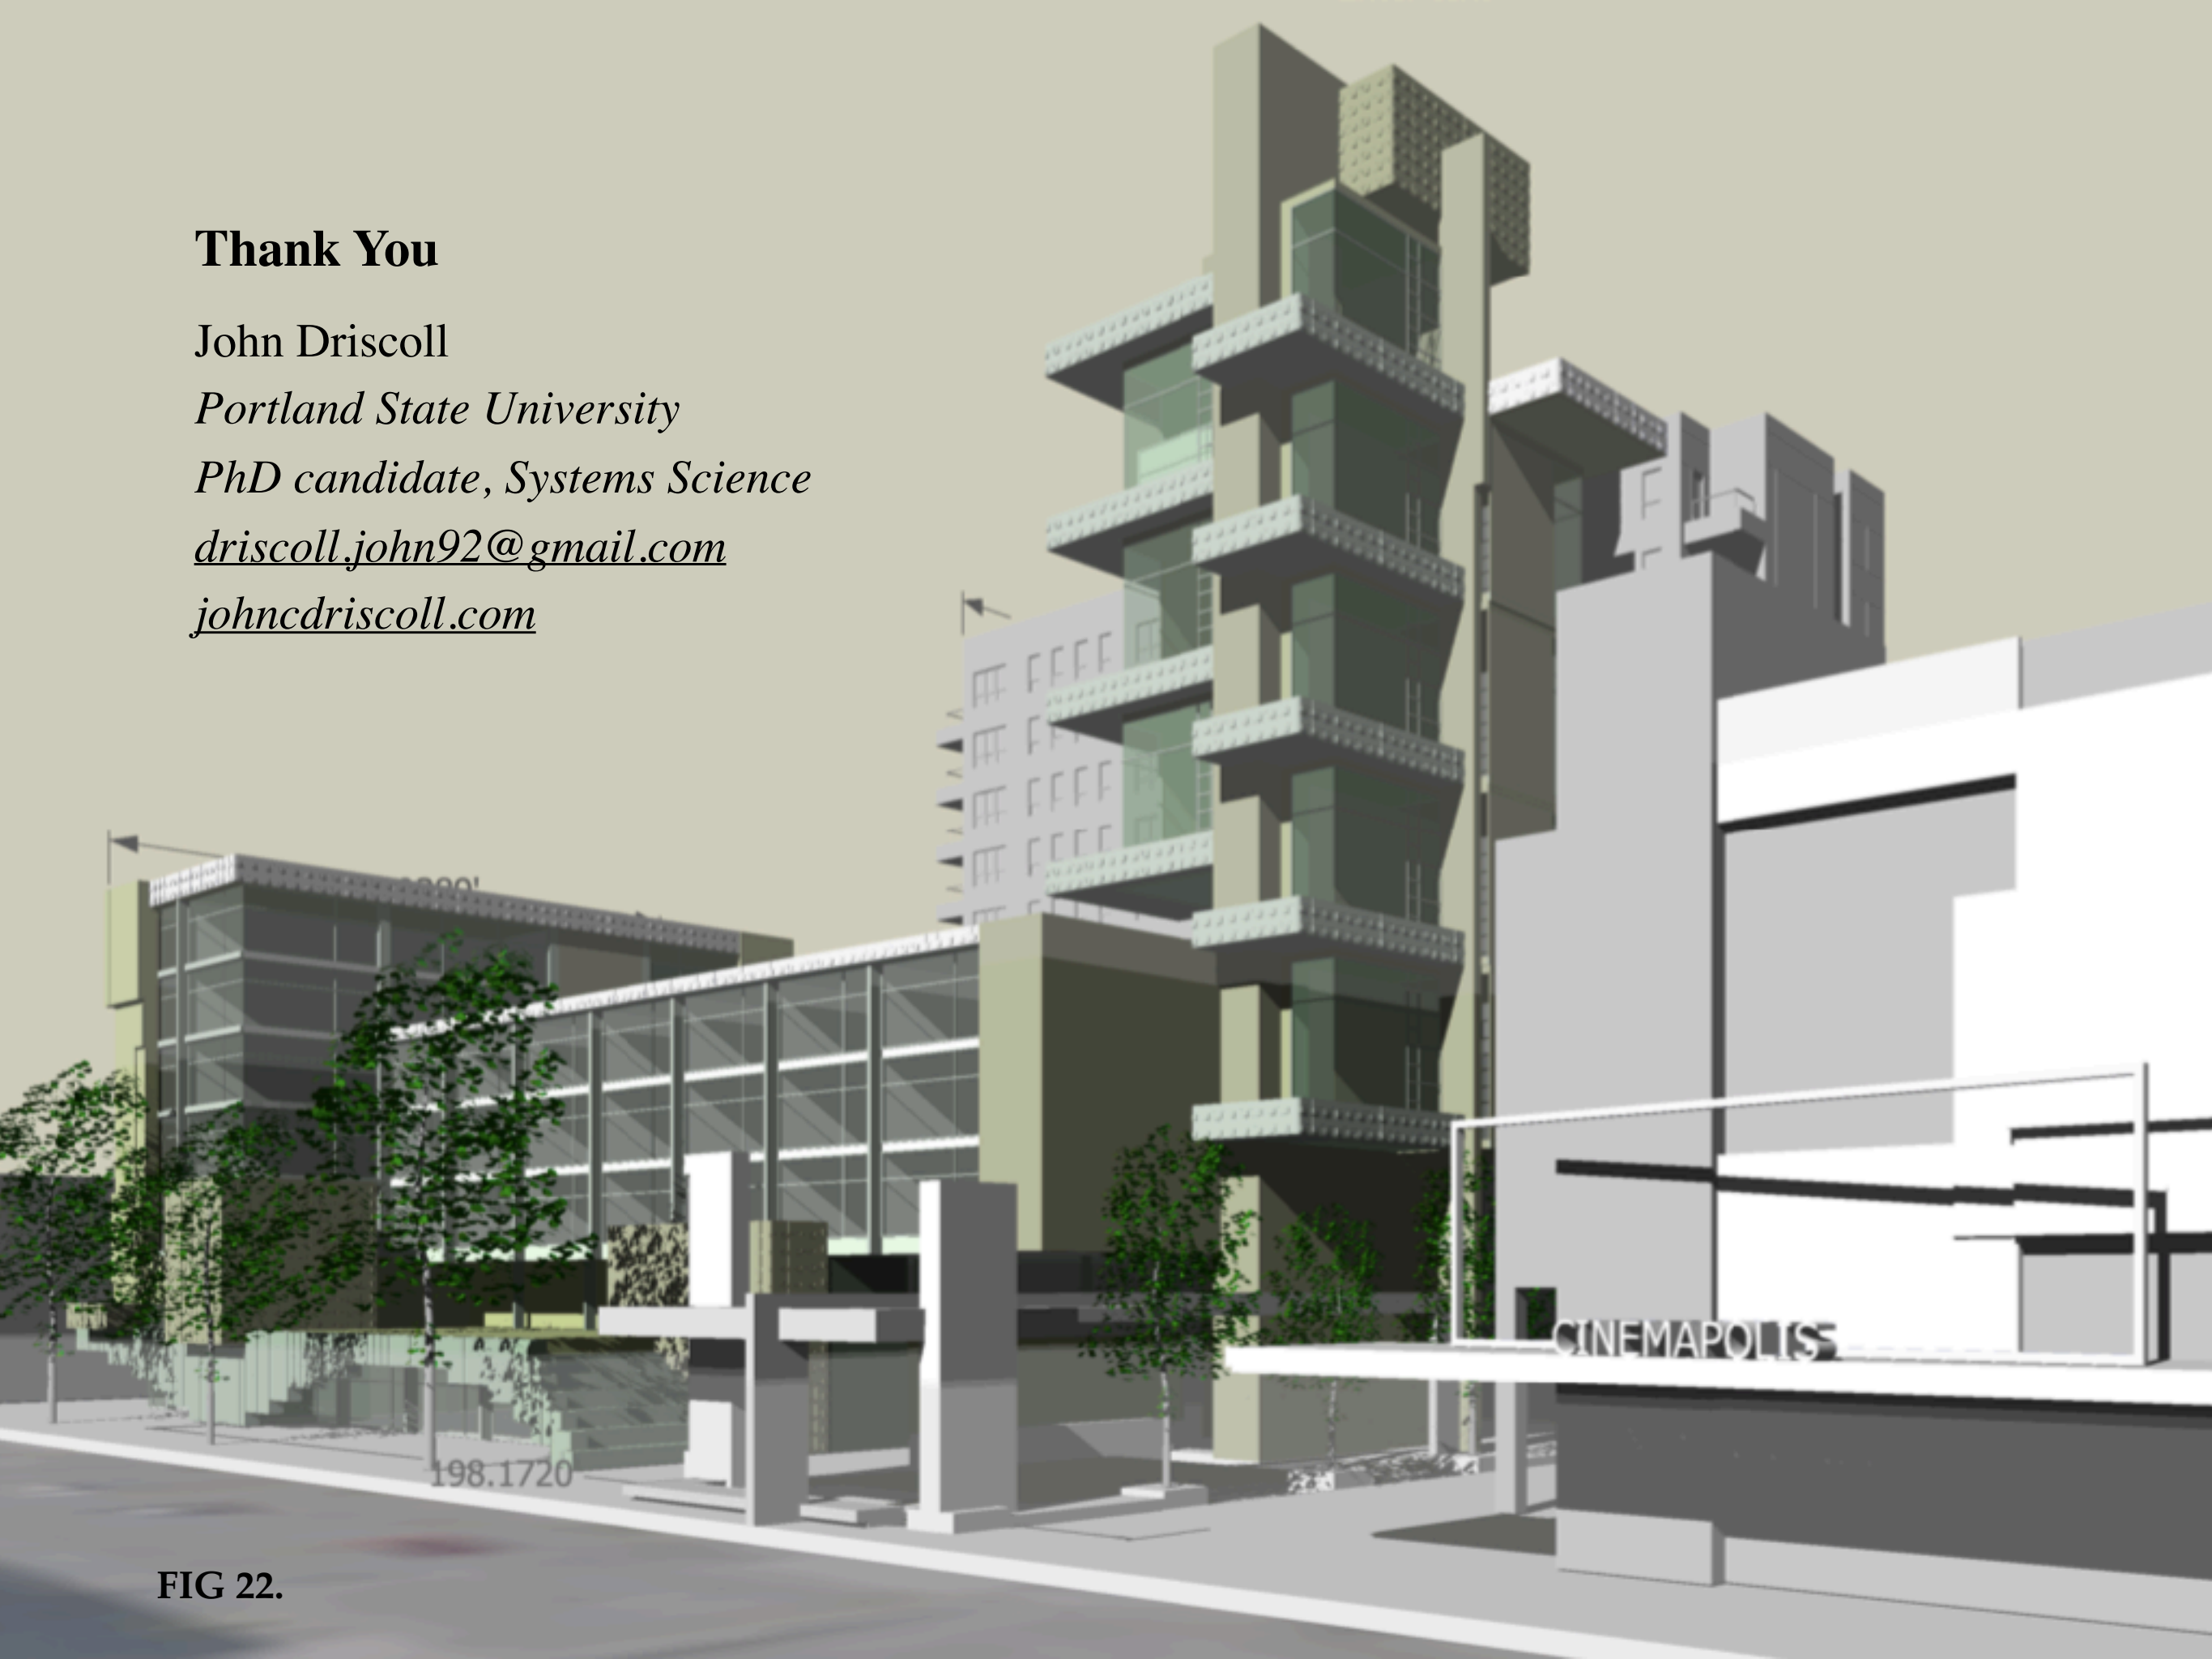 Thank You
John Driscoll
Portland State University
PhD candidate, Systems Science
driscoll.john92@gmail.com
johncdriscoll.com
CINEMAPOLIS
198.1720
FIG 22.